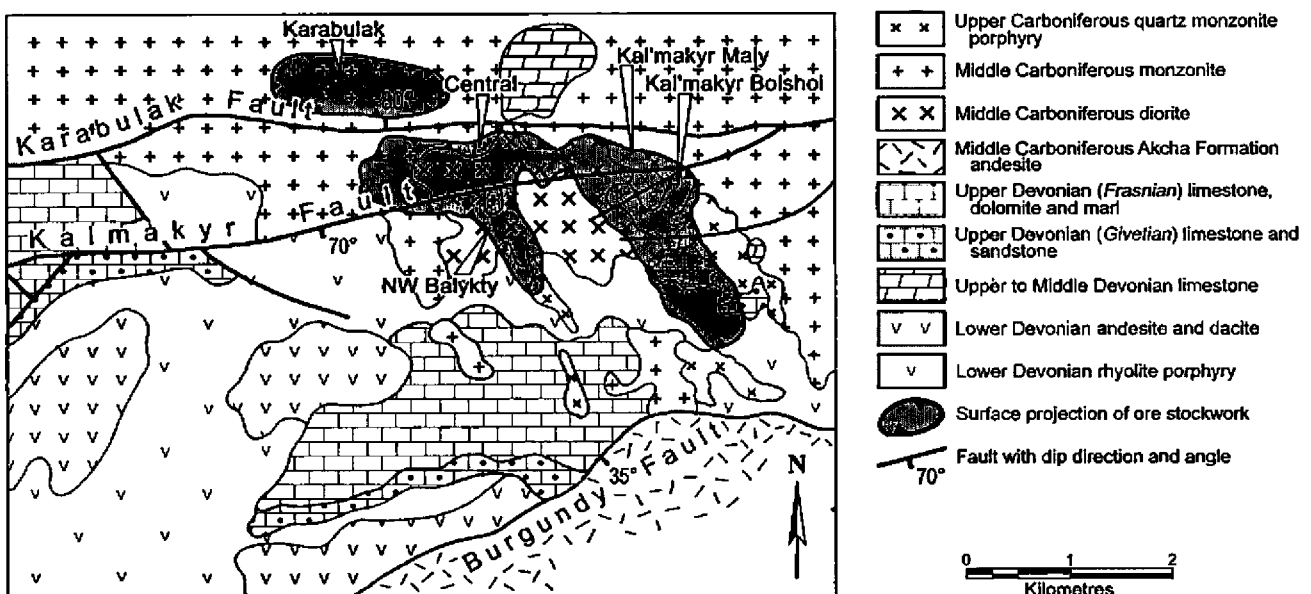 Karabulak
Kal'makyr Maly
Central
Kal'makyr Bolshoi
Karabulak Fault
Kalmakyr Fault
70°
NW Balykty
35°
Burgundy Fault
N
Upper Carboniferous quartz monzonite
porphyry
Middle Carboniferous monzonite
Middle Carboniferous diorite
Middle Carboniferous Akcha Formation
andesite
Upper Devonian (Frasnian) limestone,
dolomite and marl
Upper Devonian (Givetian) limestone and
sandstone
Upper to Middle Devonian limestone
Lower Devonian andesite and dacite
Lower Devonian rhyolite porphyry
Surface projection of ore stockwork
Fault with dip direction and angle
70°
0 1 2
Kilometres